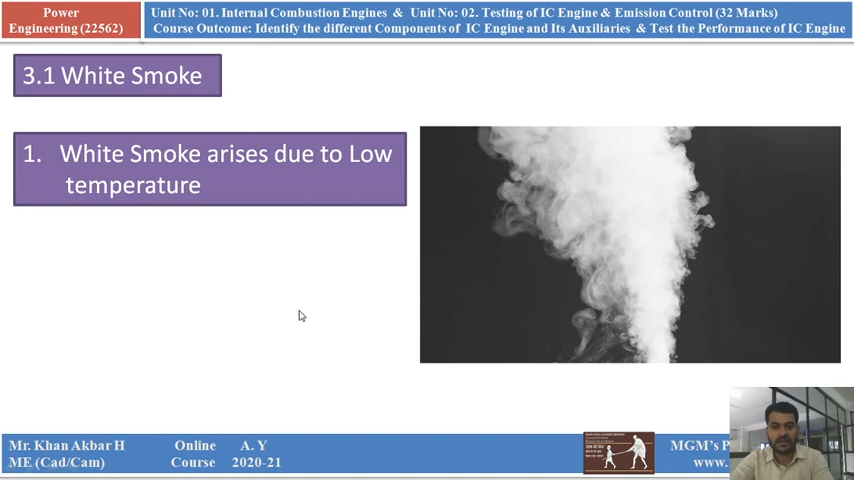 Power
Engineering (22562)
Unit No: 01. Internal Combustion Engines & Unit No: 02. Testing of IC Engine & Emission Control (32 Marks)
Course Outcome: Identify the different Components of IC Engine and Its Auxiliaries & Test the Performance of IC Engine
3.1 White Smoke
1. White Smoke arises due to Low
temperature
Mr. Khan Akbar H
ME (Cad/Cam)
Online
Course
A. Y
2020-21
MGM's P
www.